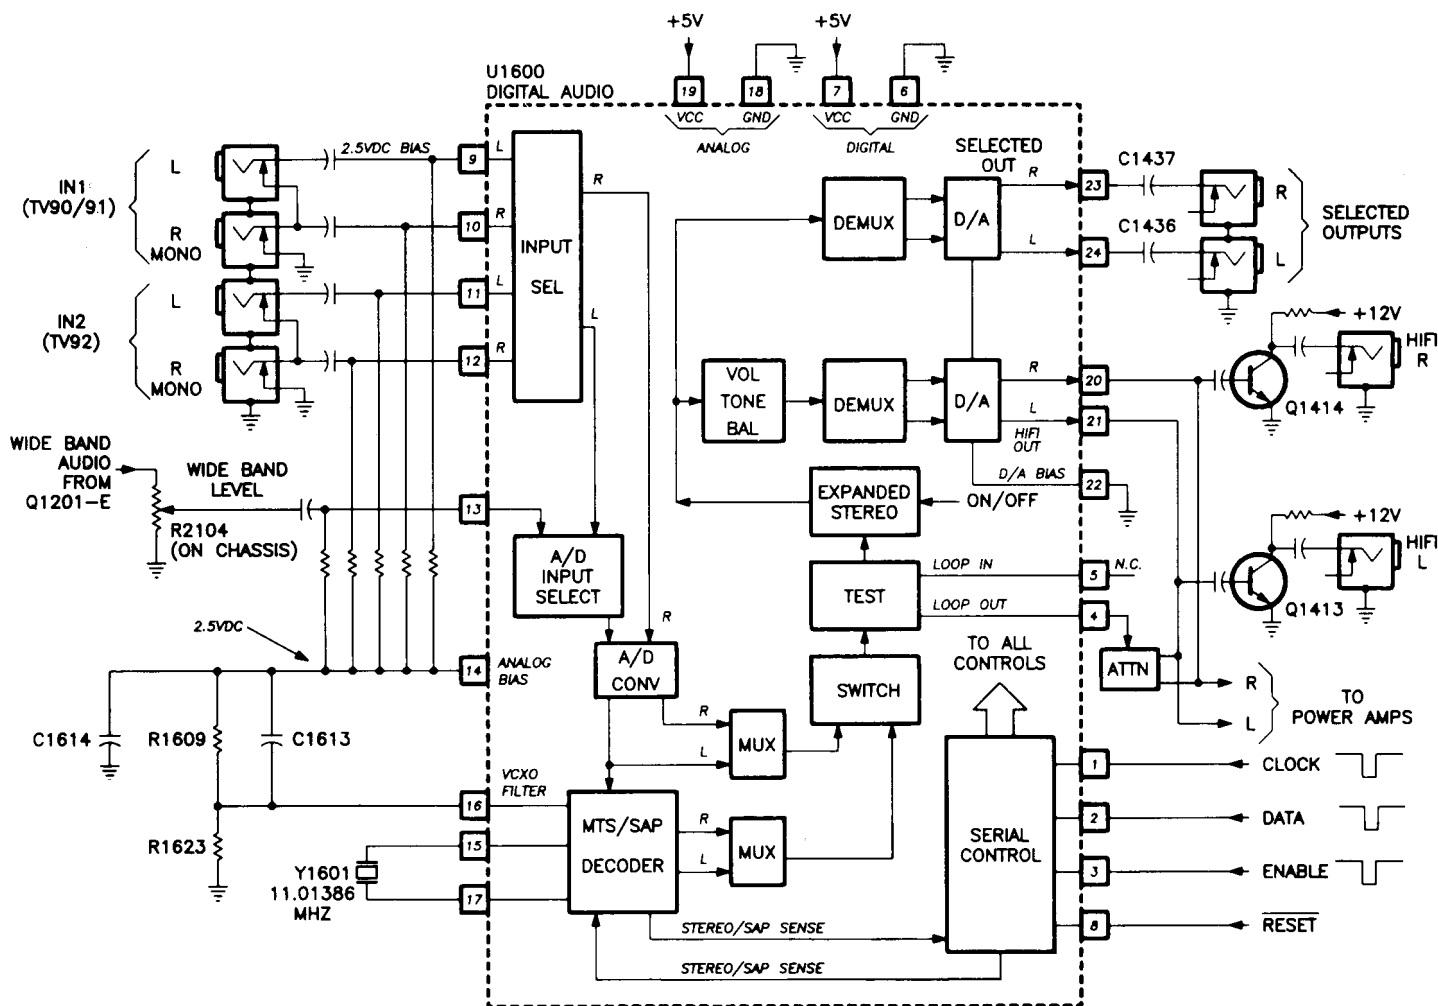 +5V
+5V
U1600
DIGITAL AUDIO
19
18
7
6
VCC
GND
VCC
GND
ANALOG
DIGITAL
IN1
(TV90/91)
L
R
MONO
2.5VDC BIAS
9
L
10
R
IN2
(TV92)
L
R
MONO
11
L
12
R
INPUT
SEL
R
L
SELECTED
OUT
DEMUX
D/A
R
L
23
24
C1437
C1436
R
L
SELECTED
OUTPUTS
VOL
TONE
BAL
DEMUX
D/A
R
L
HIFI
OUT
20
21
D/A BIAS
22
+12V
HIFI
R
Q1414
WIDE BAND
AUDIO
FROM
Q1201-E
WIDE BAND
LEVEL
R2104
(ON CHASSIS)
13
A/D
INPUT
SELECT
EXPANDED
STEREO
ON/OFF
+12V
HIFI
L
Q1413
TEST
LOOP IN
5
N.C.
LOOP OUT
4
2.5VDC
14
ANALOG
BIAS
R
A/D
CONV
SWITCH
TO ALL
CONTROLS
ATTN
R
L
TO
POWER AMPS
C1614
R1609
C1613
R
L
MUX
1
CLOCK
VCXO
FILTER
16
R1623
15
Y1601
11.01386
MHZ
17
MTS/SAP
DECODER
R
L
MUX
SERIAL
CONTROL
2
DATA
3
ENABLE
8
RESET
STEREO/SAP SENSE
STEREO/SAP SENSE